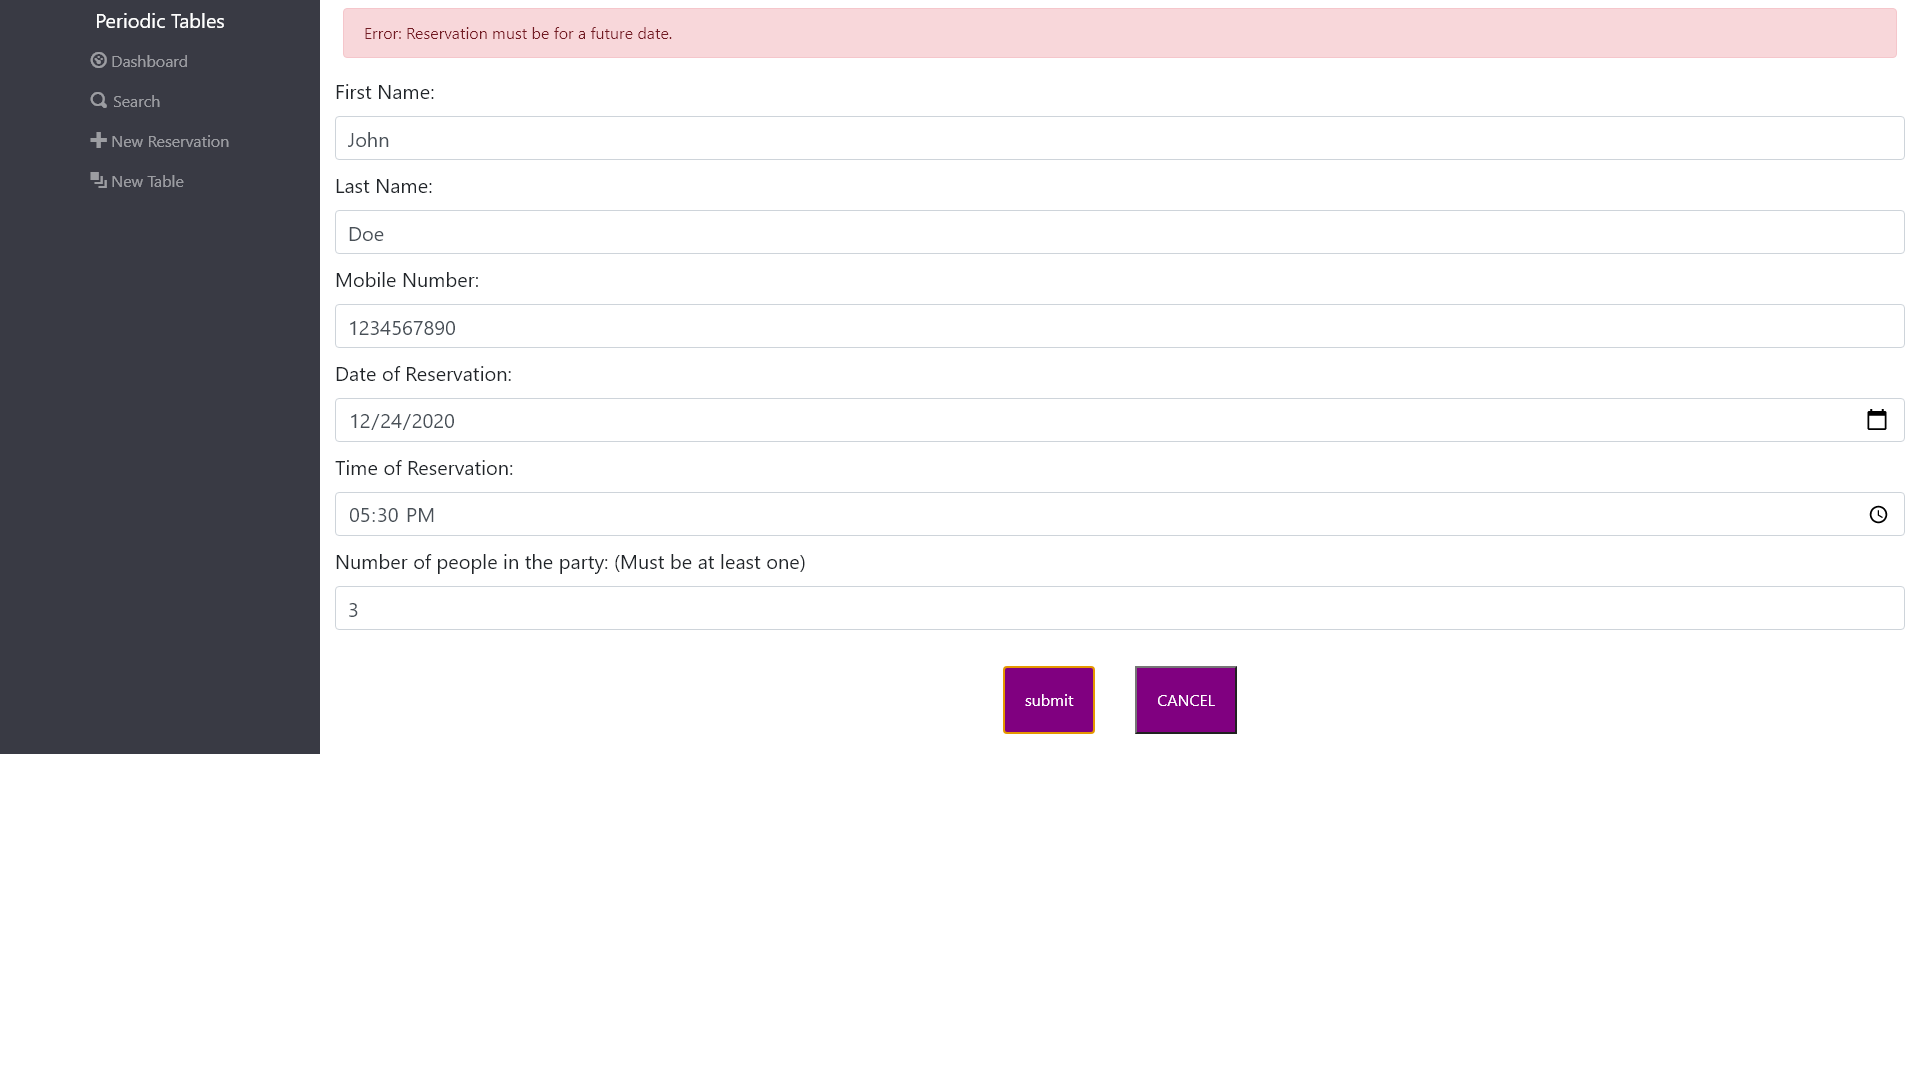 Periodic Tables
Dashboard
Search
New Reservation
New Table
Error: Reservation must be for a future date.
First Name:
John
Last Name:
Doe
Mobile Number:
1234567890
Date of Reservation:
12/24/2020
Time of Reservation:
05:30 PM
Number of people in the party: (Must be at least one)
3
submit
CANCEL